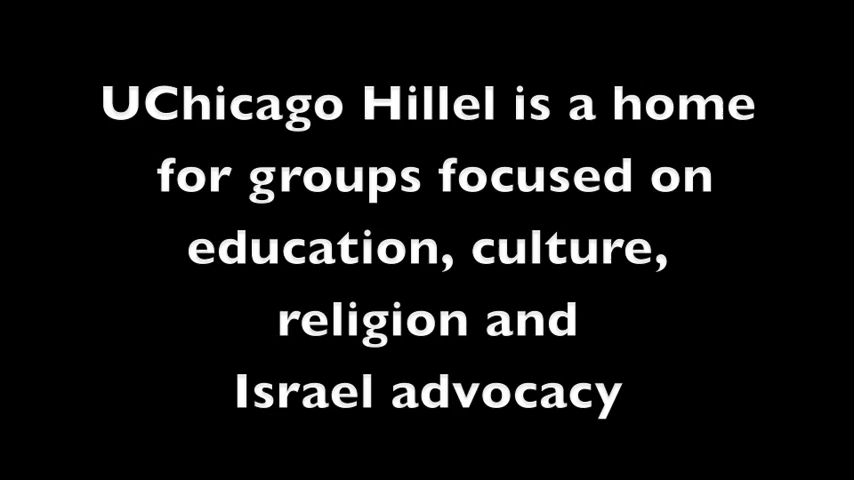 UChicago Hillel is a home
for groups focused on
education, culture,
religion and
Israel advocacy